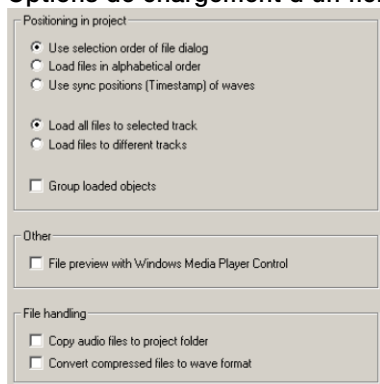 Options de chargement d'un fi
Positioning in project
Use selection order of file dialog
Load files in alphabetical order
Use sync positions (Timestamp) of waves
Load all files to selected track
Load files to different tracks
Group loaded objects
Other
File preview with Windows Media Player Control
File handling
Copy audio files to project folder
Convert compressed files to wave format